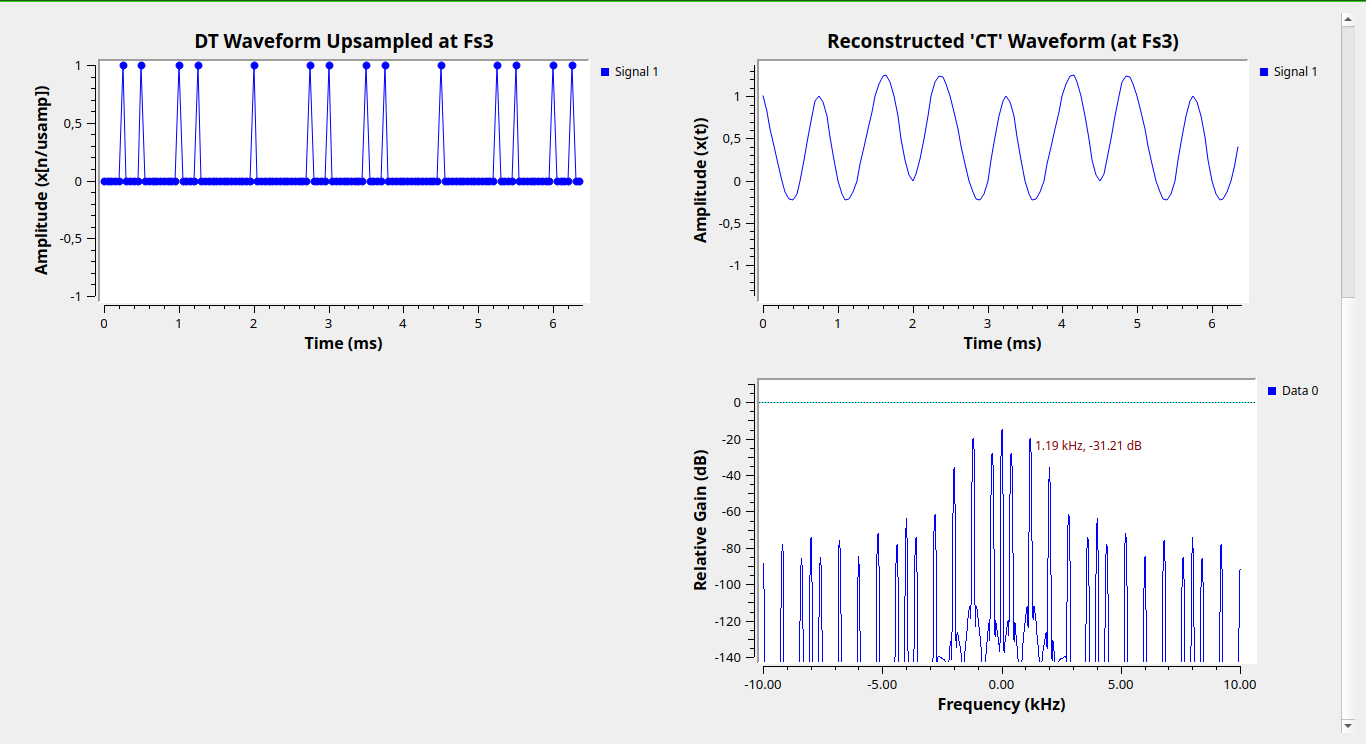 DT Waveform Upsampled at Fs3
Signal 1
Amplitude (x[n/usamp])
1
0,5
0
-0,5
-1
0 1 2 3 4 5 6
Time (ms)
Reconstructed 'CT' Waveform (at Fs3)
Signal 1
Amplitude (x(t))
1
0,5
0
-0,5
-1
0 1 2 3 4 5 6
Time (ms)
Data 0
Relative Gain (dB)
0
-20
-40
-60
-80
-100
-120
-140
1.19 kHz, -31.21 dB
-10.00 -5.00 0.00 5.00 10.00
Frequency (kHz)